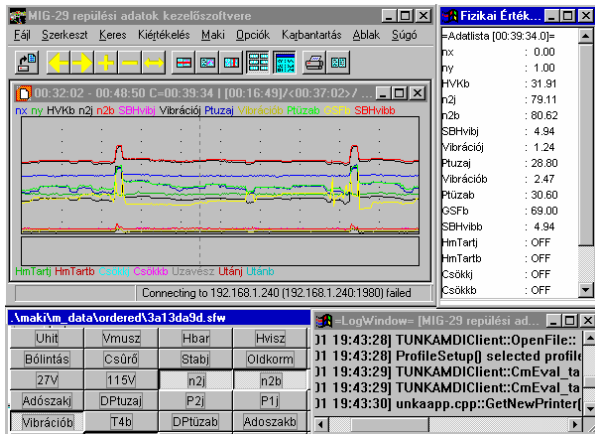 MIG-29 repülési adatok kezelőszoftvere
Fájl Szerkeszt Keres Kiértékelés Maki Opciók Karbantartás Ablak Súgó
00:32:02 - 00:48:50 C=00:39:34 | [00:16:49]/<00:37:02>/ ...
nx ny HVKb n2j n2b SBHvibj Vibrációj Ptuzaj Vibrációb Ptüzab GSFb SBHvibb
HmTartj HmTartb Csökkj Csökkb Üzavész Utánj Utánb
Connecting to 192.168.1.240 (192.168.1.240:1980) failed
Fizikai Érték...
=Adatlista [00:39:34.0]=
nx : 0.00
ny : 1.00
HVKb : 31.91
n2j : 79.11
n2b : 80.62
SBHvibj : 4.94
Vibrációj : 1.24
Ptuzaj : 28.80
Vibrációb : 2.47
Ptüzab : 30.60
GSFb : 69.00
SBHvibb : 4.94
HmTartj : OFF
HmTartb : OFF
Csökkj : OFF
Csökkb : OFF
.\maki\m_data\ordered\3a13da9d.sfw
Uhit Vmusz Hbar Hvisz
Bólintás Csűrő Stabj Oldkorm
27V 115V n2j n2b
Adószakj DPtuzaj P2j P1j
Vibrációb T4b DPtüzab Adoszakb
=LogWindow= [MIG-29 repülési ad...
01 19:43:28] TUNKAMDIClient::OpenFile::
01 19:43:28] ProfileSetup() selected profile
01 19:43:29] TUNKAMDIClient::CmEval_ta
01 19:43:29] TUNKAMDIClient::CmEval_ta
01 19:43:30] unkaapp.cpp::GetNewPrinter(